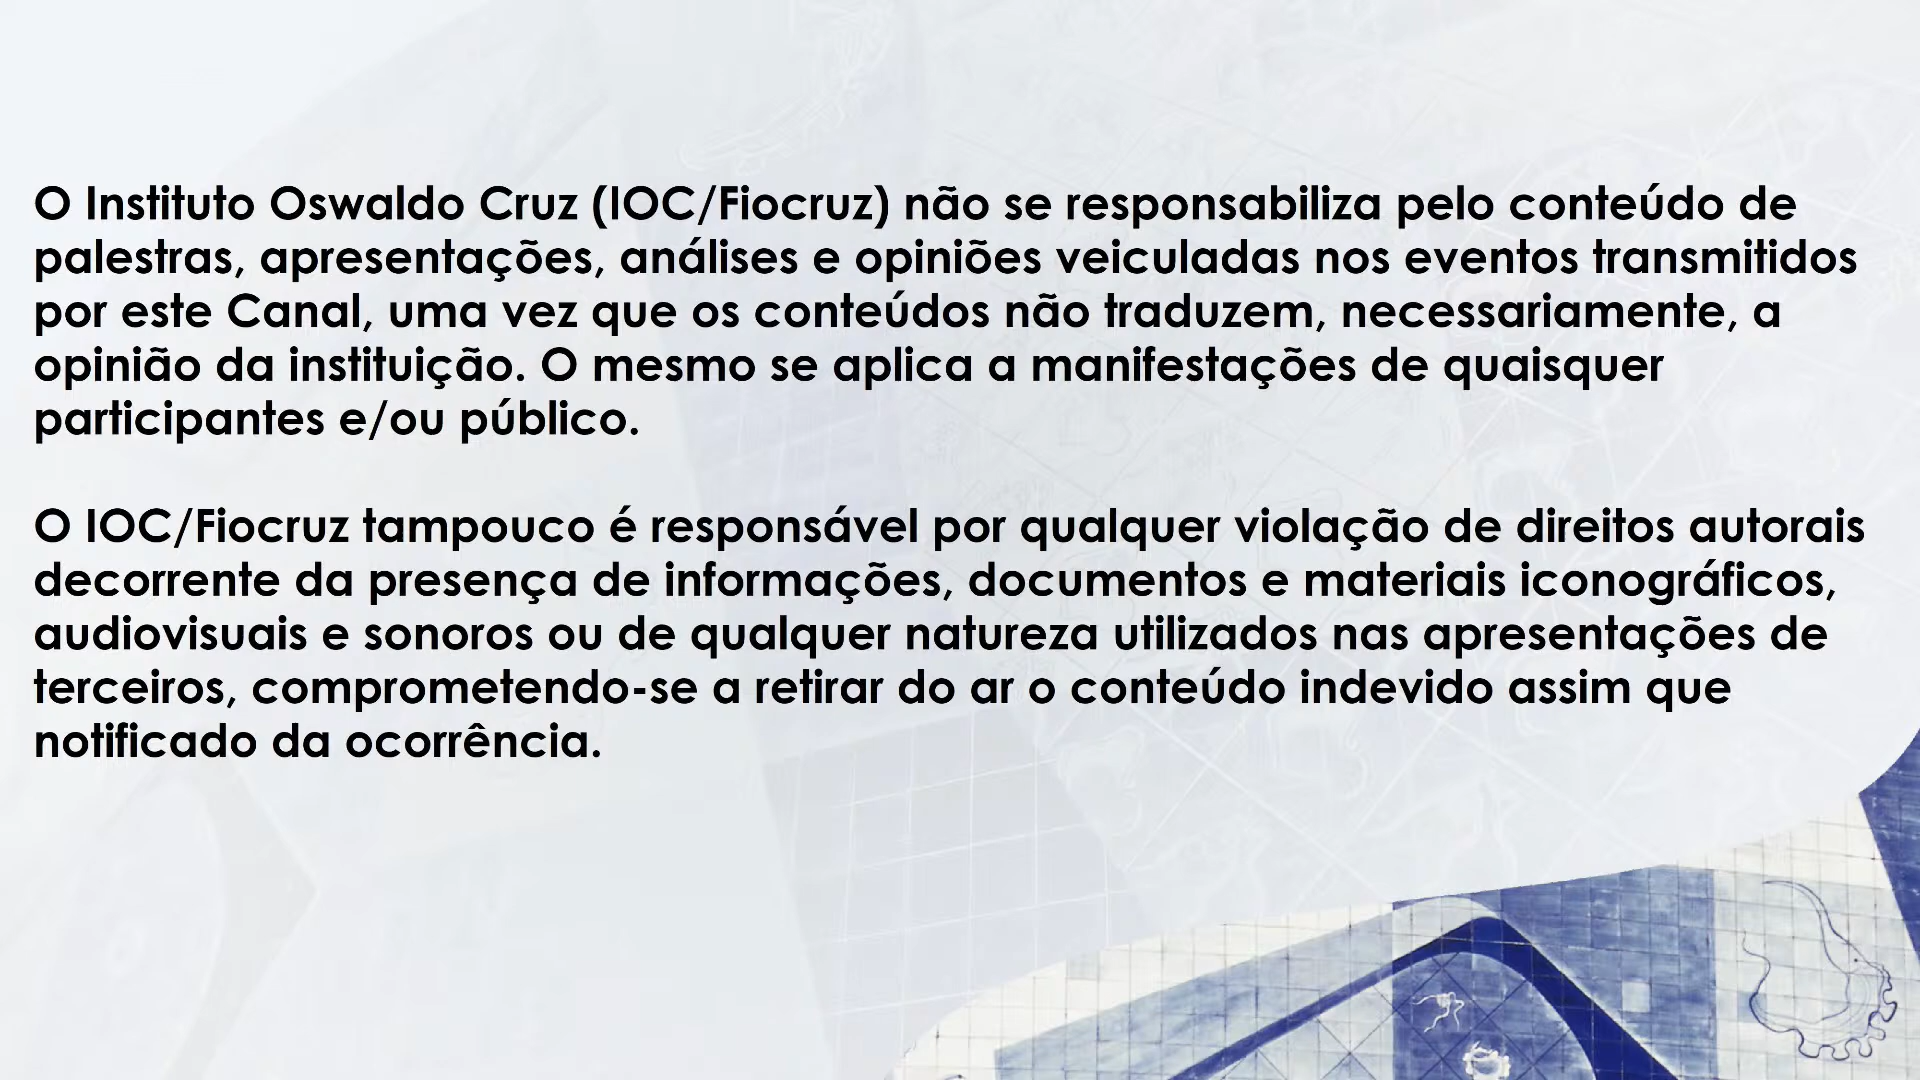 O Instituto Oswaldo Cruz (IOC/Fiocruz) não se responsabiliza pelo conteúdo de
palestras, apresentações, análises e opiniões veiculadas nos eventos transmitidos
por este Canal, uma vez que os conteúdos não traduzem, necessariamente, a
opinião da instituição. O mesmo se aplica a manifestações de quaisquer
participantes e/ou público.
O IOC/Fiocruz tampouco é responsável por qualquer violação de direitos autorais
decorrente da presença de informações, documentos e materiais iconográficos,
audiovisuais e sonoros ou de qualquer natureza utilizados nas apresentações de
terceiros, comprometendo-se a retirar do ar o conteúdo indevido assim que
notificado da ocorrência.